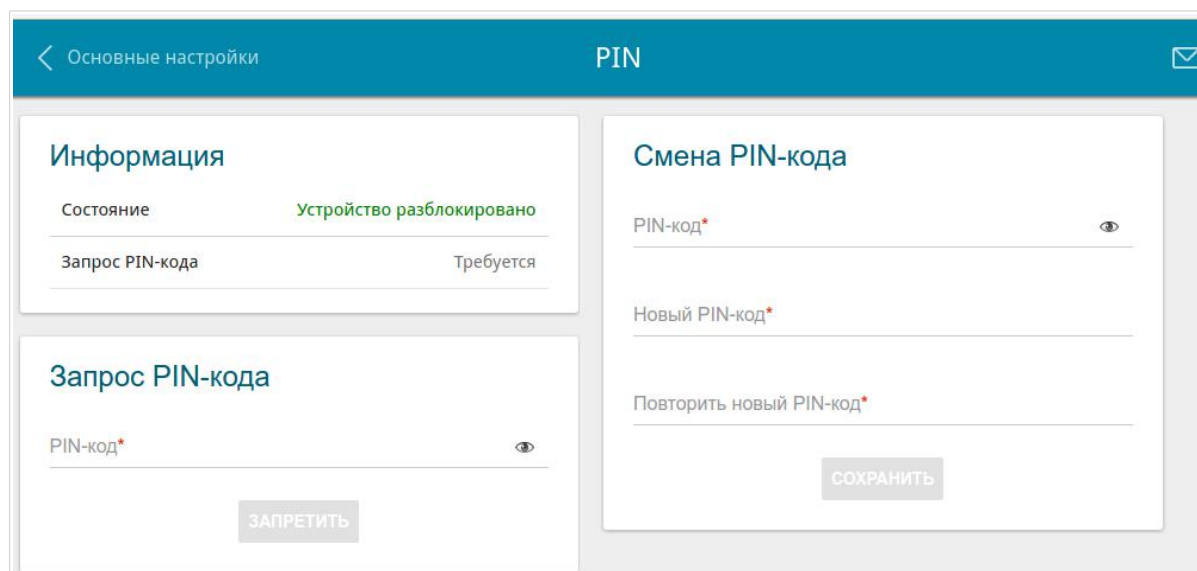 Основные настройки
PIN
Информация
Состояние Устройство разблокировано
Запрос PIN-кода Требуется
Запрос PIN-кода
PIN-код*
ЗАПРЕТИТЬ
Смена PIN-кода
PIN-код*
Новый PIN-код*
Повторить новый PIN-код*
СОХРАНИТЬ